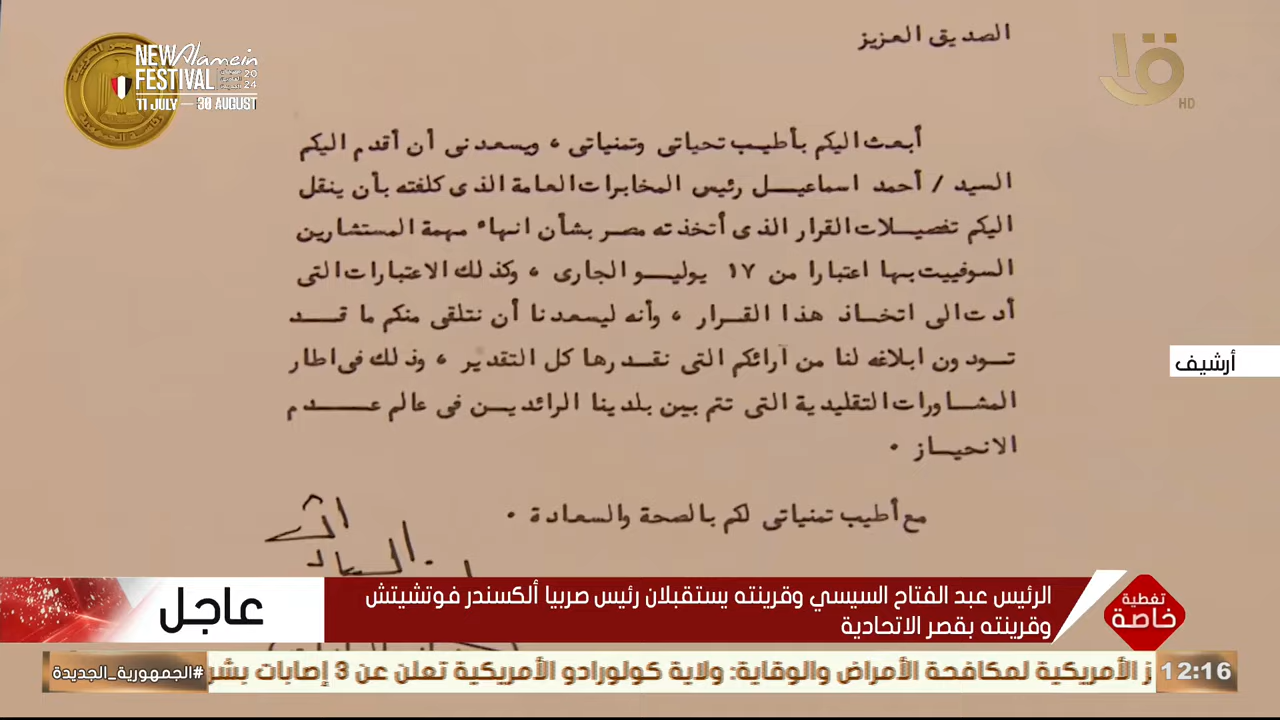 NEW Alamein
FESTIVAL 2024
11 JULY — 30 AUGUST
HD
الصديق العزيز
أبعث اليكم بأطيب تحياتى وتمنياتى ، ويسعدنى أن أقدم اليكم
السيد / أحمد اسماعيل رئيس المخابرات العامة الذى كلفته بأن ينقل
اليكم تفصيلات القرار الذى أتخذته مصر بشأن انهاء مهمة المستشارين
السوفييت بها اعتبارا من ١٧ يوليو الجارى ، وكذلك الاعتبارات التى
أدت الى اتخاذ هذا القرار ، وأنه ليسعدنا أن نتلقى منكم ما قد
تودون ابلاغه لنا من آرائكم التى نقدرها كل التقدير ، وذلك فى اطار
المشاورات التقليدية التى تتم بين بلدينا الرائدين فى عالم عدم
الانحياز .
مع أطيب تمنياتى لكم بالصحة والسعادة .
أرشيف
تغطية
خاصة
الرئيس عبد الفتاح السيسي وقرينته يستقبلان رئيس صربيا ألكسندر فوتشيتش
وقرينته بقصر الاتحادية
عاجل
12:16
ز الأمريكية لمكافحة الأمراض والوقاية: ولاية كولورادو الأمريكية تعلن عن 3 إصابات بشر
#الجمهورية_الجديدة